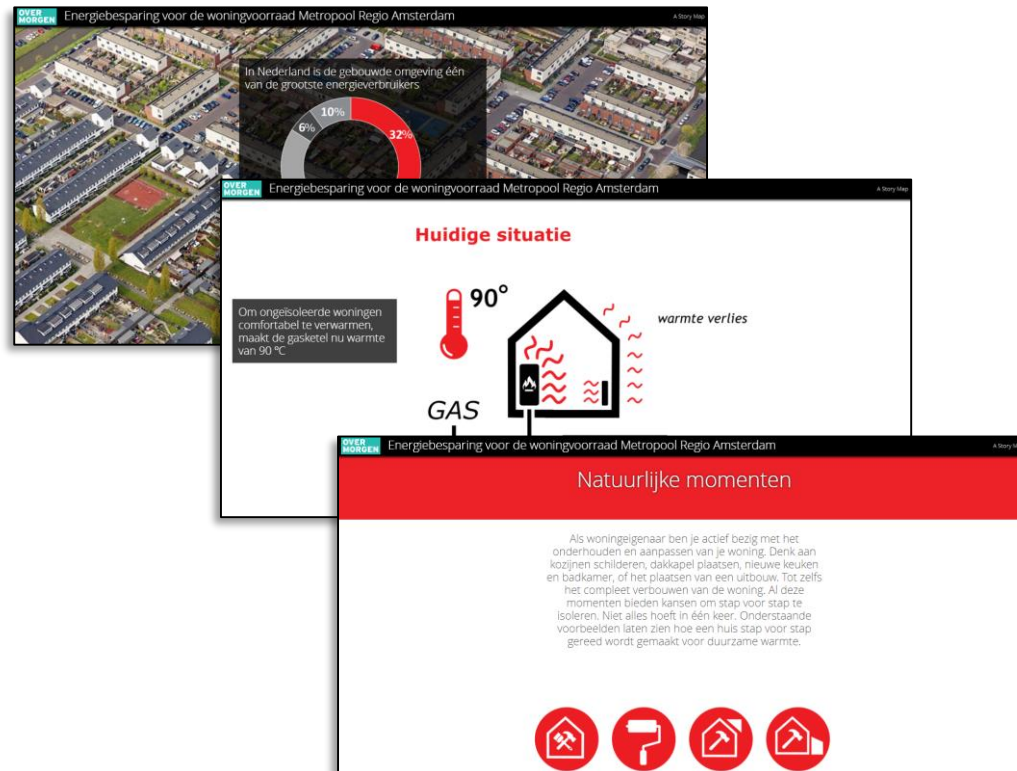 OVER
MORGEN
Energiebesparing voor de woningvoorraad Metropool Regio Amsterdam
A Story Map
In Nederland is de gebouwde omgeving één
van de grootste energieverbruikers
10%
6%
32%
OVER
MORGEN
Energiebesparing voor de woningvoorraad Metropool Regio Amsterdam
A Story Map
Huidige situatie
90°
warmte verlies
Om ongeïsoleerde woningen
comfortabel te verwarmen,
maakt de gasketel nu warmte
van 90 °C
GAS
OVER
MORGEN
Energiebesparing voor de woningvoorraad Metropool Regio Amsterdam
A Story M
Natuurlijke momenten
Als woningeigenaar ben je actief bezig met het
onderhouden en aanpassen van je woning. Denk aan
kozijnen schilderen, dakkapel plaatsen, nieuwe keuken
en badkamer, of het plaatsen van een uitbouw. Tot zelfs
het compleet verbouwen van de woning. Al deze
momenten bieden kansen om stap voor stap te
isoleren. Niet alles hoeft in één keer. Onderstaande
voorbeelden laten zien hoe een huis stap voor stap
gereed wordt gemaakt voor duurzame warmte.